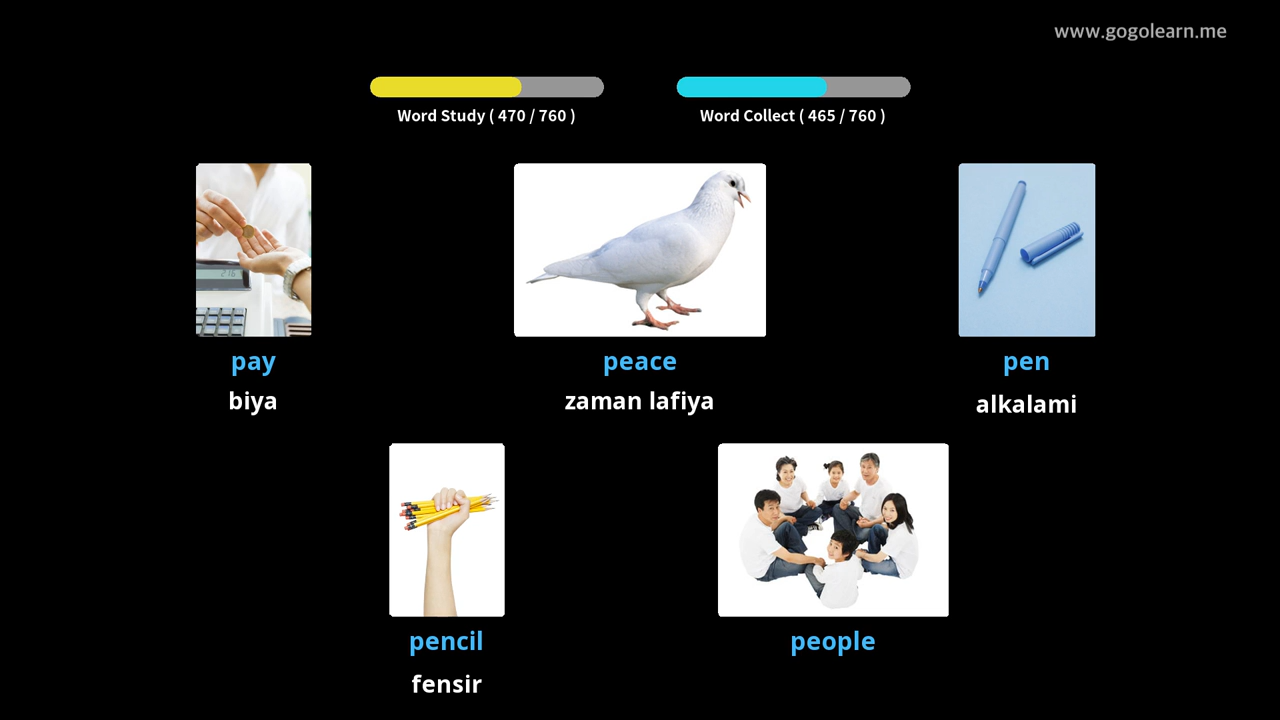 www.gogolearn.me
Word Study ( 470 / 760 )
Word Collect ( 465 / 760 )
pay
biya
peace
zaman lafiya
pen
alkalami
pencil
fensir
people